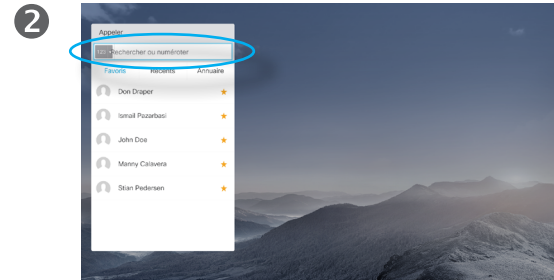 2
Appeler
123 Rechercher ou numéroter
Favoris Récents Annuaire
Don Draper
Ismail Pazarbasi
John Doe
Manny Calavera
Stian Pedersen